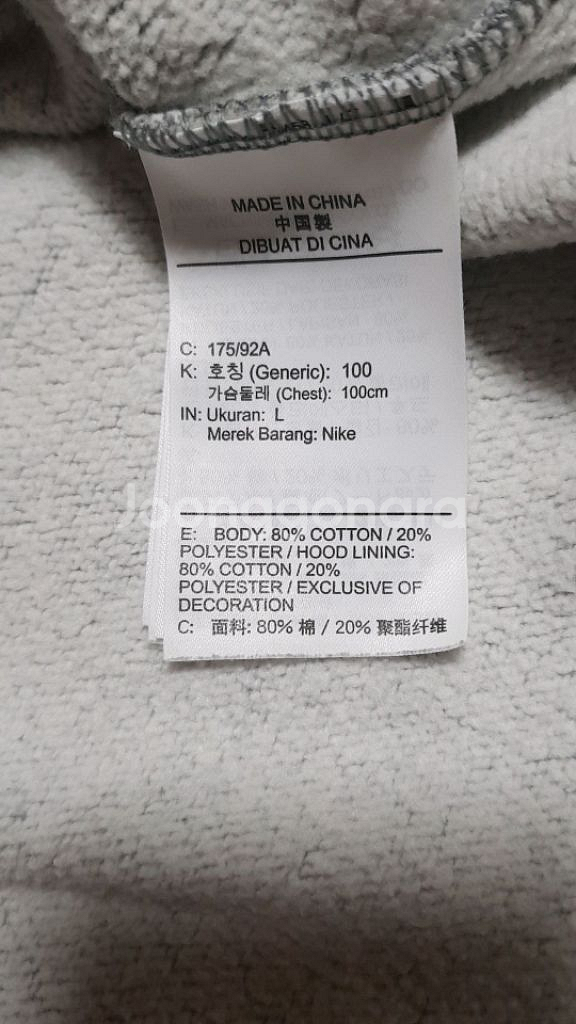 MADE IN CHINA
中国製
DIBUAT DI CINA
C: 175/92A
K: 호칭 (Generic): 100
가슴둘레 (Chest): 100cm
IN: Ukuran: L
Merek Barang: Nike
Joonggonara
E: BODY: 80% COTTON / 20%
POLYESTER / HOOD LINING:
80% COTTON / 20%
POLYESTER / EXCLUSIVE OF
DECORATION
C: 面料: 80% 棉 / 20% 聚酯纤维